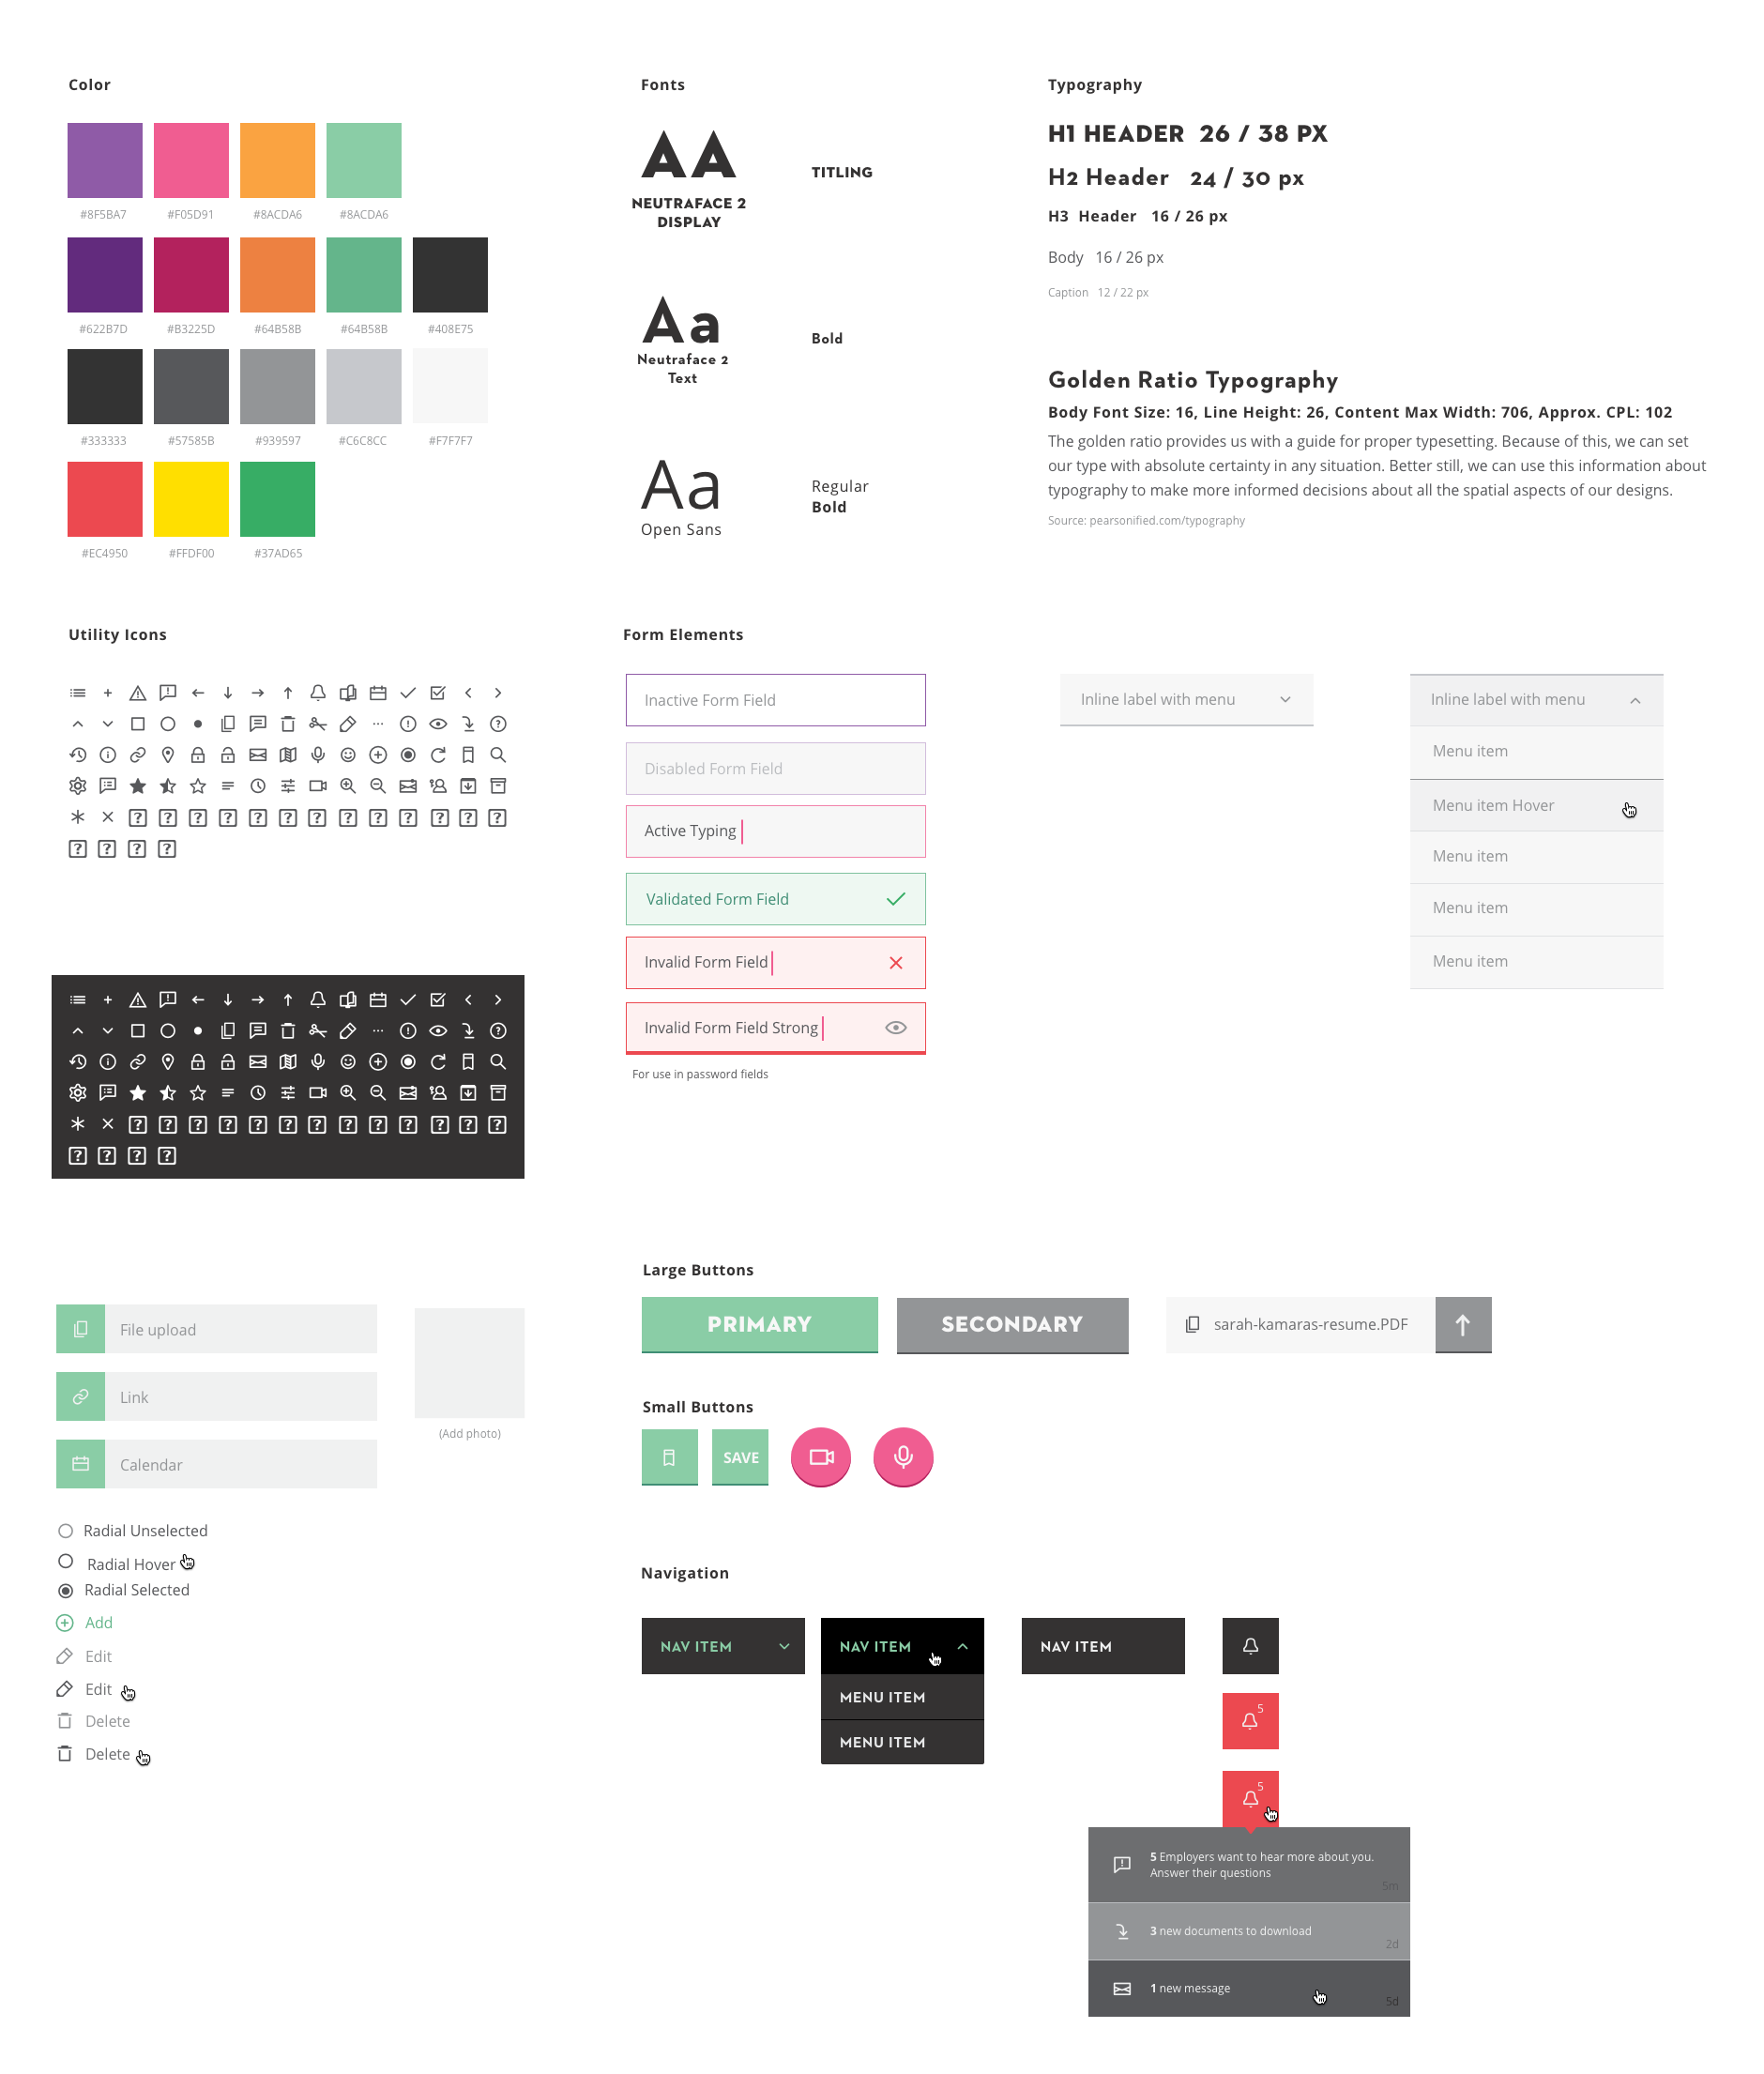 Color
#8F5BA7 #F05D91 #8ACDA6 #8ACDA6
#622B7D #B3225D #64B58B #64B58B #408E75
#333333 #57585B #939597 #C6C8CC #F7F7F7
#EC4950 #FFDF00 #37AD65
Fonts
AA
NEUTRAFACE 2
DISPLAY
TITLING
Aa
Neutraface 2
Text
Bold
Aa
Open Sans
Regular
Bold
Typography
H1 HEADER 26 / 38 PX
H2 Header 24 / 30 px
H3 Header 16 / 26 px
Body 16 / 26 px
Caption 12 / 22 px
Golden Ratio Typography
Body Font Size: 16, Line Height: 26, Content Max Width: 706, Approx. CPL: 102
The golden ratio provides us with a guide for proper typesetting. Because of this, we can set
our type with absolute certainty in any situation. Better still, we can use this information about
typography to make more informed decisions about all the spatial aspects of our designs.
Source: pearsonified.com/typography
Utility Icons
Form Elements
Inactive Form Field
Disabled Form Field
Active Typing
Validated Form Field
Invalid Form Field
Invalid Form Field Strong
For use in password fields
Inline label with menu
Inline label with menu
Menu item
Menu item Hover
Menu item
Menu item
Menu item
File upload
Link
Calendar
(Add photo)
Radial Unselected
Radial Hover
Radial Selected
Add
Edit
Edit
Delete
Delete
Large Buttons
PRIMARY
SECONDARY
sarah-kamaras-resume.PDF
Small Buttons
SAVE
Navigation
NAV ITEM
NAV ITEM
MENU ITEM
MENU ITEM
NAV ITEM
5
5
5 Employers want to hear more about you.
Answer their questions
5m
3 new documents to download
2d
1 new message
5d